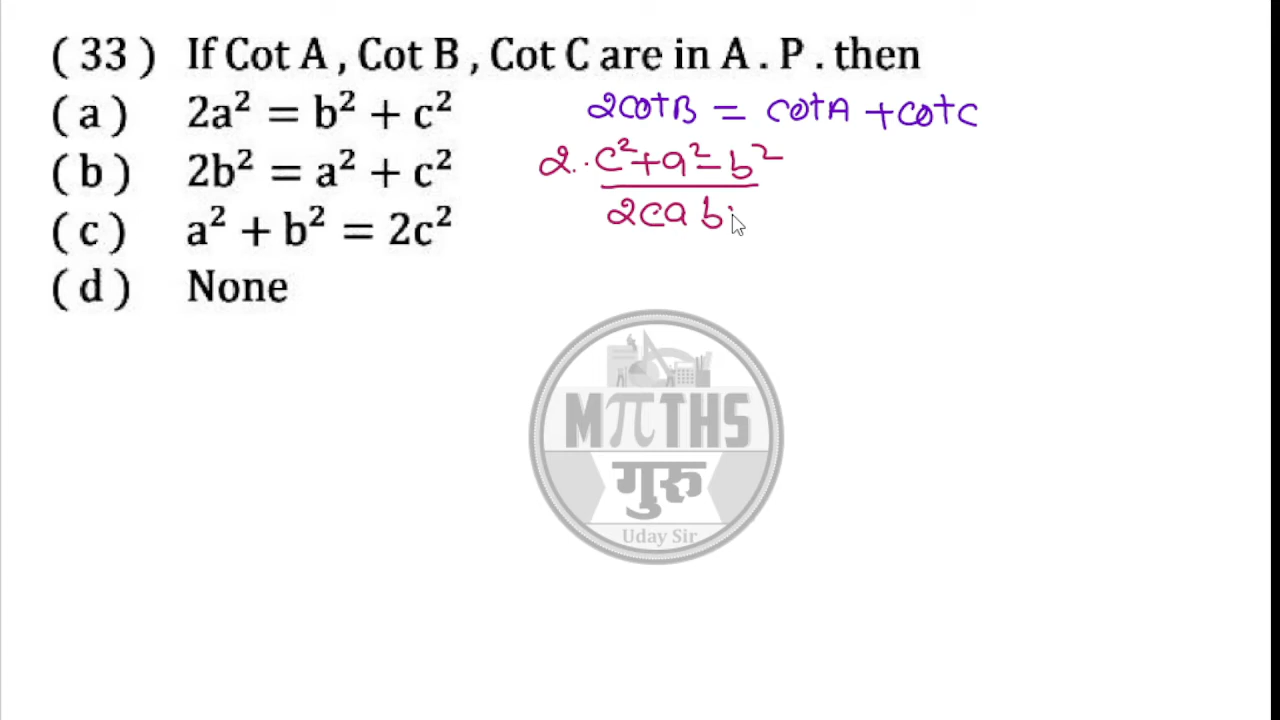 ( 33 ) If Cot A , Cot B , Cot C are in A . P . then
( a ) 2a² = b² + c²
( b ) 2b² = a² + c²
( c ) a² + b² = 2c²
( d ) None
2cotB = cotA + cotC
2. c²+a²-b²
2ca b
MπTHS
गुरु
Uday Sir